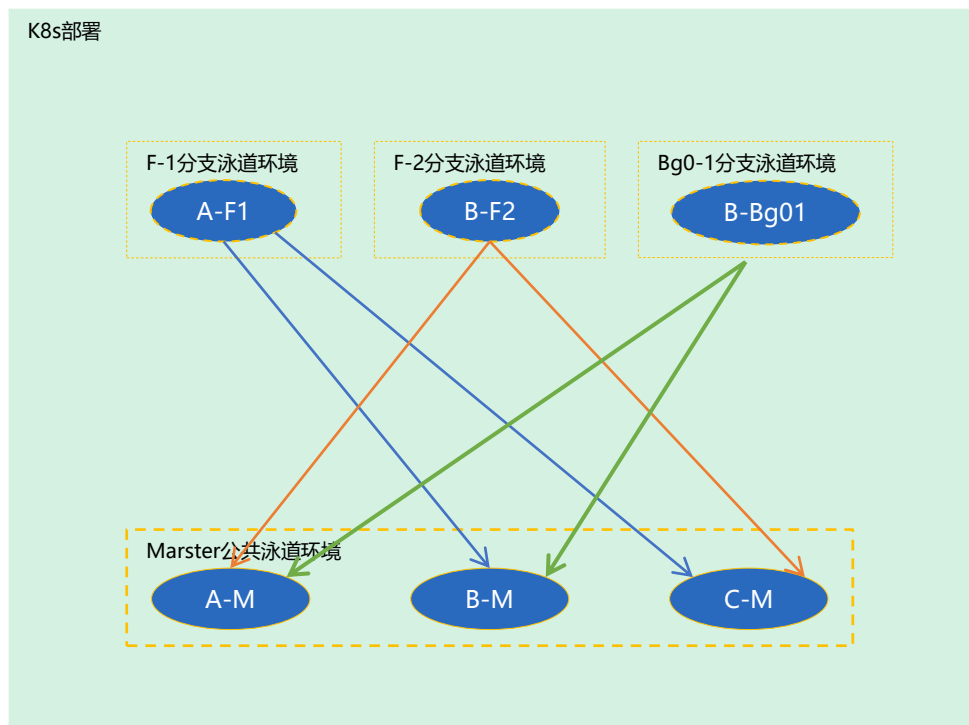 K8s部署
F-1分支泳道环境
F-2分支泳道环境
Bg0-1分支泳道环境
A-F1
B-F2
B-Bg01
Marster公共泳道环境
A-M
B-M
C-M